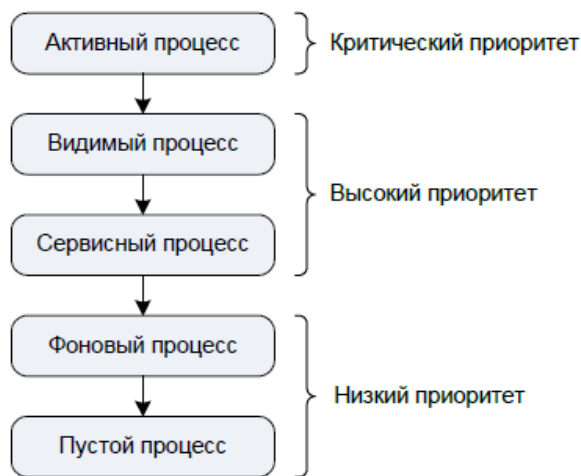 Активный процесс
Критический приоритет
Видимый процесс
Высокий приоритет
Сервисный процесс
Фоновый процесс
Низкий приоритет
Пустой процесс